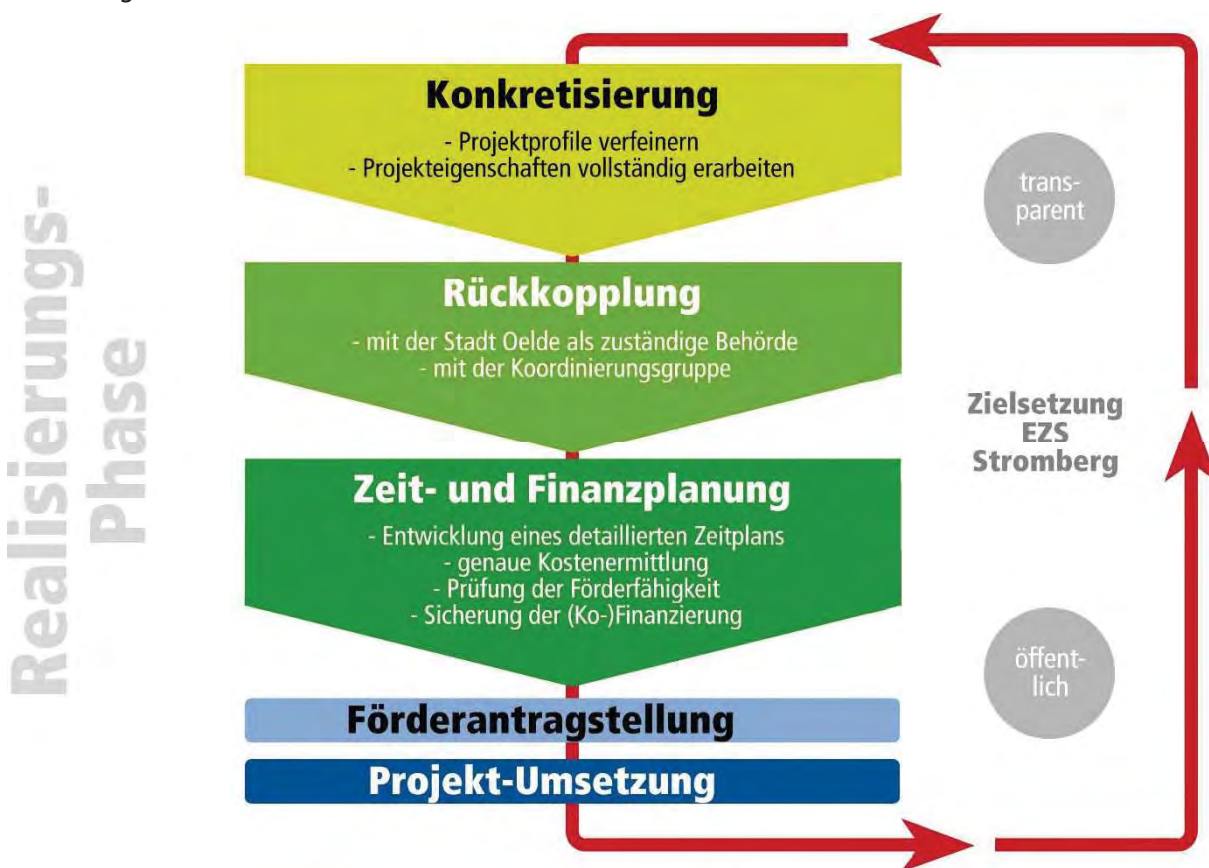 Realisierungs-
Phase
Konkretisierung
- Projektprofile verfeinern
- Projekteigenschaften vollständig erarbeiten
Rückkopplung
- mit der Stadt Oelde als zuständige Behörde
- mit der Koordinierungsgruppe
Zeit- und Finanzplanung
- Entwicklung eines detaillierten Zeitplans
- genaue Kostenermittlung
- Prüfung der Förderfähigkeit
- Sicherung der (Ko-)Finanzierung
Förderantragstellung
Projekt-Umsetzung
trans-
parent
Zielsetzung
EZS
Stromberg
öffent-
lich